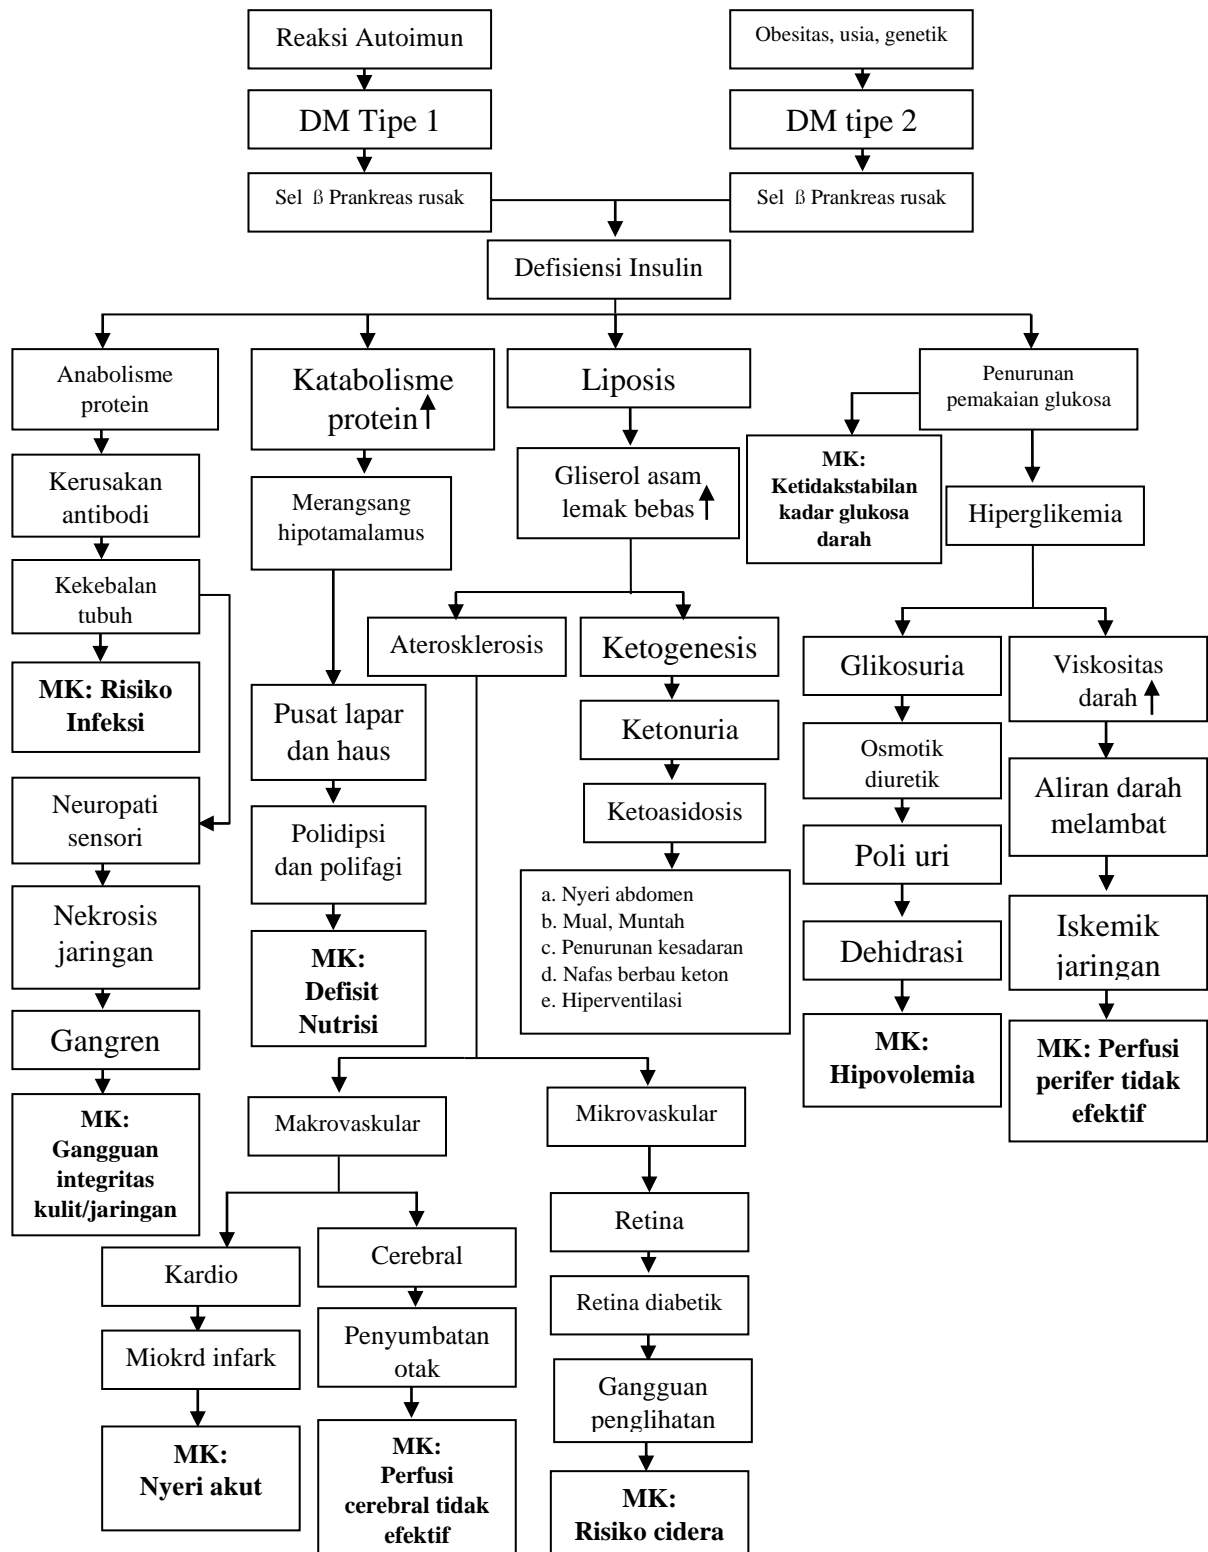 Reaksi Autoimun
Obesitas, usia, genetik
DM Tipe 1
DM tipe 2
Sel ß Prankreas rusak
Sel ß Prankreas rusak
Defisiensi Insulin
Anabolisme
protein
Katabolisme
protein
Liposis
Penurunan
pemakaian glukosa
Kerusakan
antibodi
Merangsang
hipotamalamus
Gliserol asam
lemak bebas
MK:
Ketidakstabilan
kadar glukosa
darah
Hiperglikemia
Kekebalan
tubuh
Aterosklerosis
Ketogenesis
Glikosuria
Viskositas
darah
MK: Risiko
Infeksi
Pusat lapar
dan haus
Ketonuria
Osmotik
diuretik
Aliran darah
melambat
Neuropati
sensori
Polidipsi
dan polifagi
Ketoasidosis
Poli uri
Nekrosis
jaringan
MK:
Defisit
Nutrisi
a. Nyeri abdomen
b. Mual, Muntah
c. Penurunan kesadaran
d. Nafas berbau keton
e. Hiperventilasi
Dehidrasi
Iskemik
jaringan
Gangren
MK:
Hipovolemia
MK: Perfusi
perifer tidak
efektif
MK:
Gangguan
integritas
kulit/jaringan
Makrovaskular
Mikrovaskular
Kardio
Cerebral
Retina
Miokrd infark
Penyumbatan
otak
Retina diabetik
MK:
Nyeri akut
MK:
Perfusi
cerebral tidak
efektif
Gangguan
penglihatan
MK:
Risiko cidera